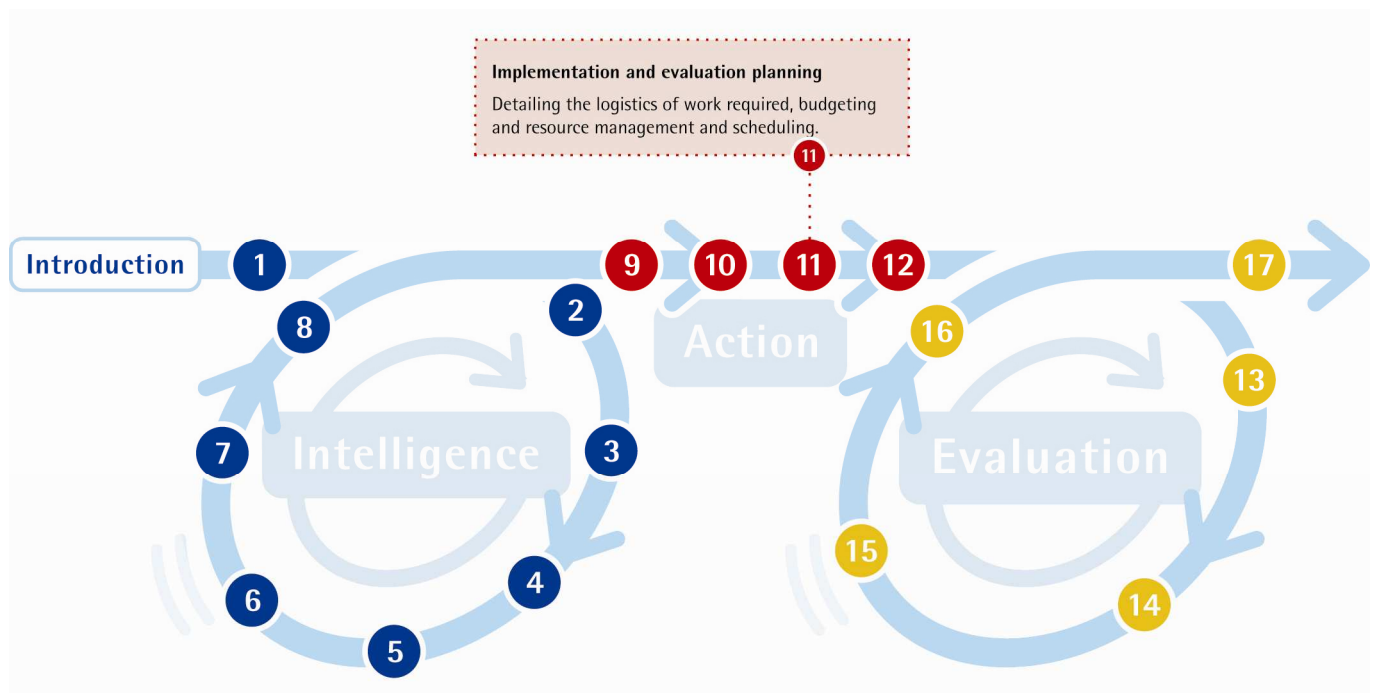 Implementation and evaluation planning
Detailing the logistics of work required, budgeting
and resource management and scheduling.
11
Introduction
1
9
10
11
12
17
8
2
16
Action
13
7
Intelligence
3
Evaluation
15
4
6
14
5